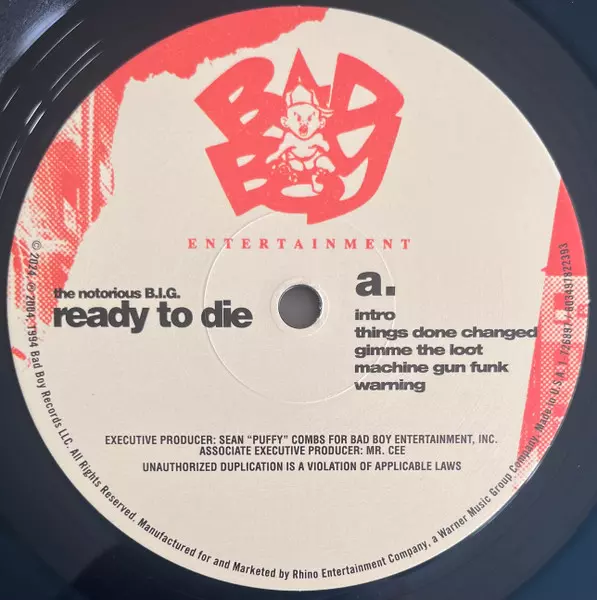 BAD
BOY
ENTERTAINMENT
the notorious B.I.G.
ready to die
a.
intro
things done changed
gimme the loot
machine gun funk
warning
EXECUTIVE PRODUCER: SEAN "PUFFY" COMBS FOR BAD BOY ENTERTAINMENT, INC.
ASSOCIATE EXECUTIVE PRODUCER: MR. CEE
UNAUTHORIZED DUPLICATION IS A VIOLATION OF APPLICABLE LAWS
1994 Bad Boy Records LLC. All Rights Reserved. Manufactured for and Marketed by Rhino Entertainment Company, a Warner Music Group Company. Made in U.S.A. 603497822393